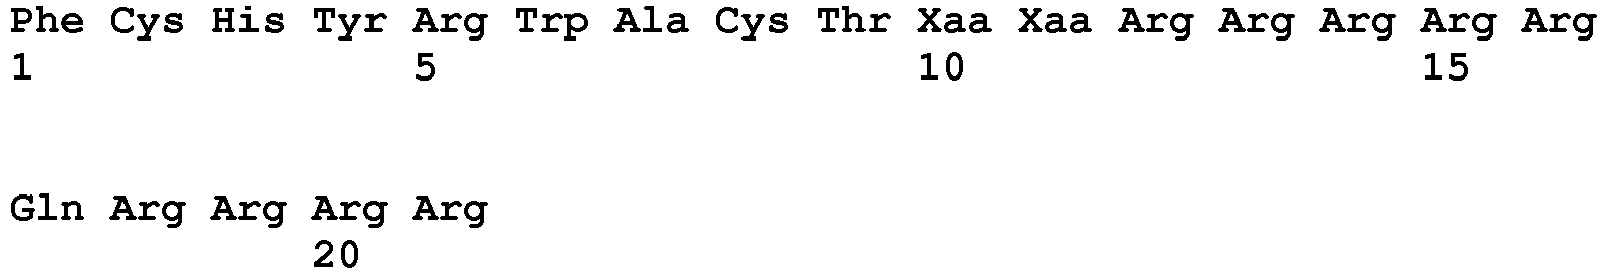 Phe Cys His Tyr Arg Trp Ala Cys Thr Xaa Xaa Arg Arg Arg Arg Arg
1 5 10 15
Gln Arg Arg Arg Arg
20